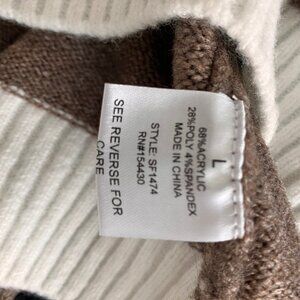 L
68%ACRYLIC
28%POLY 4%SPANDEX
MADE IN CHINA
STYLE: SF1474
RN#154430
SEE REVERSE FOR
CARE